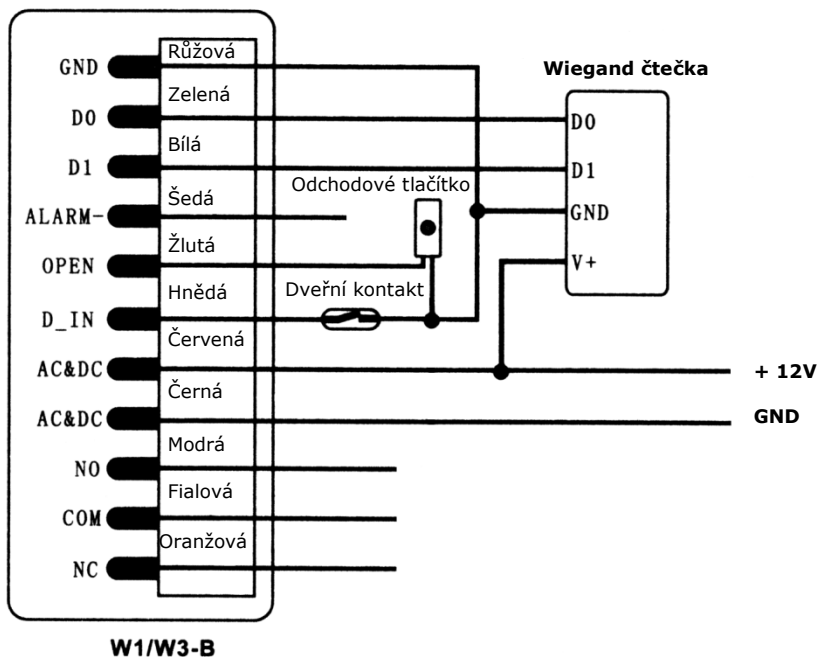 Růžová
GND
Wiegand čtečka
Zelená
D0
D0
Bílá
D1
D1
Odchodové tlačítko
Šedá
ALARM-
GND
Žlutá
OPEN
V+
Hnědá
Dveřní kontakt
D_IN
Červená
AC&DC
+ 12V
Černá
AC&DC
GND
Modrá
NO
Fialová
COM
Oranžová
NC
W1/W3-B